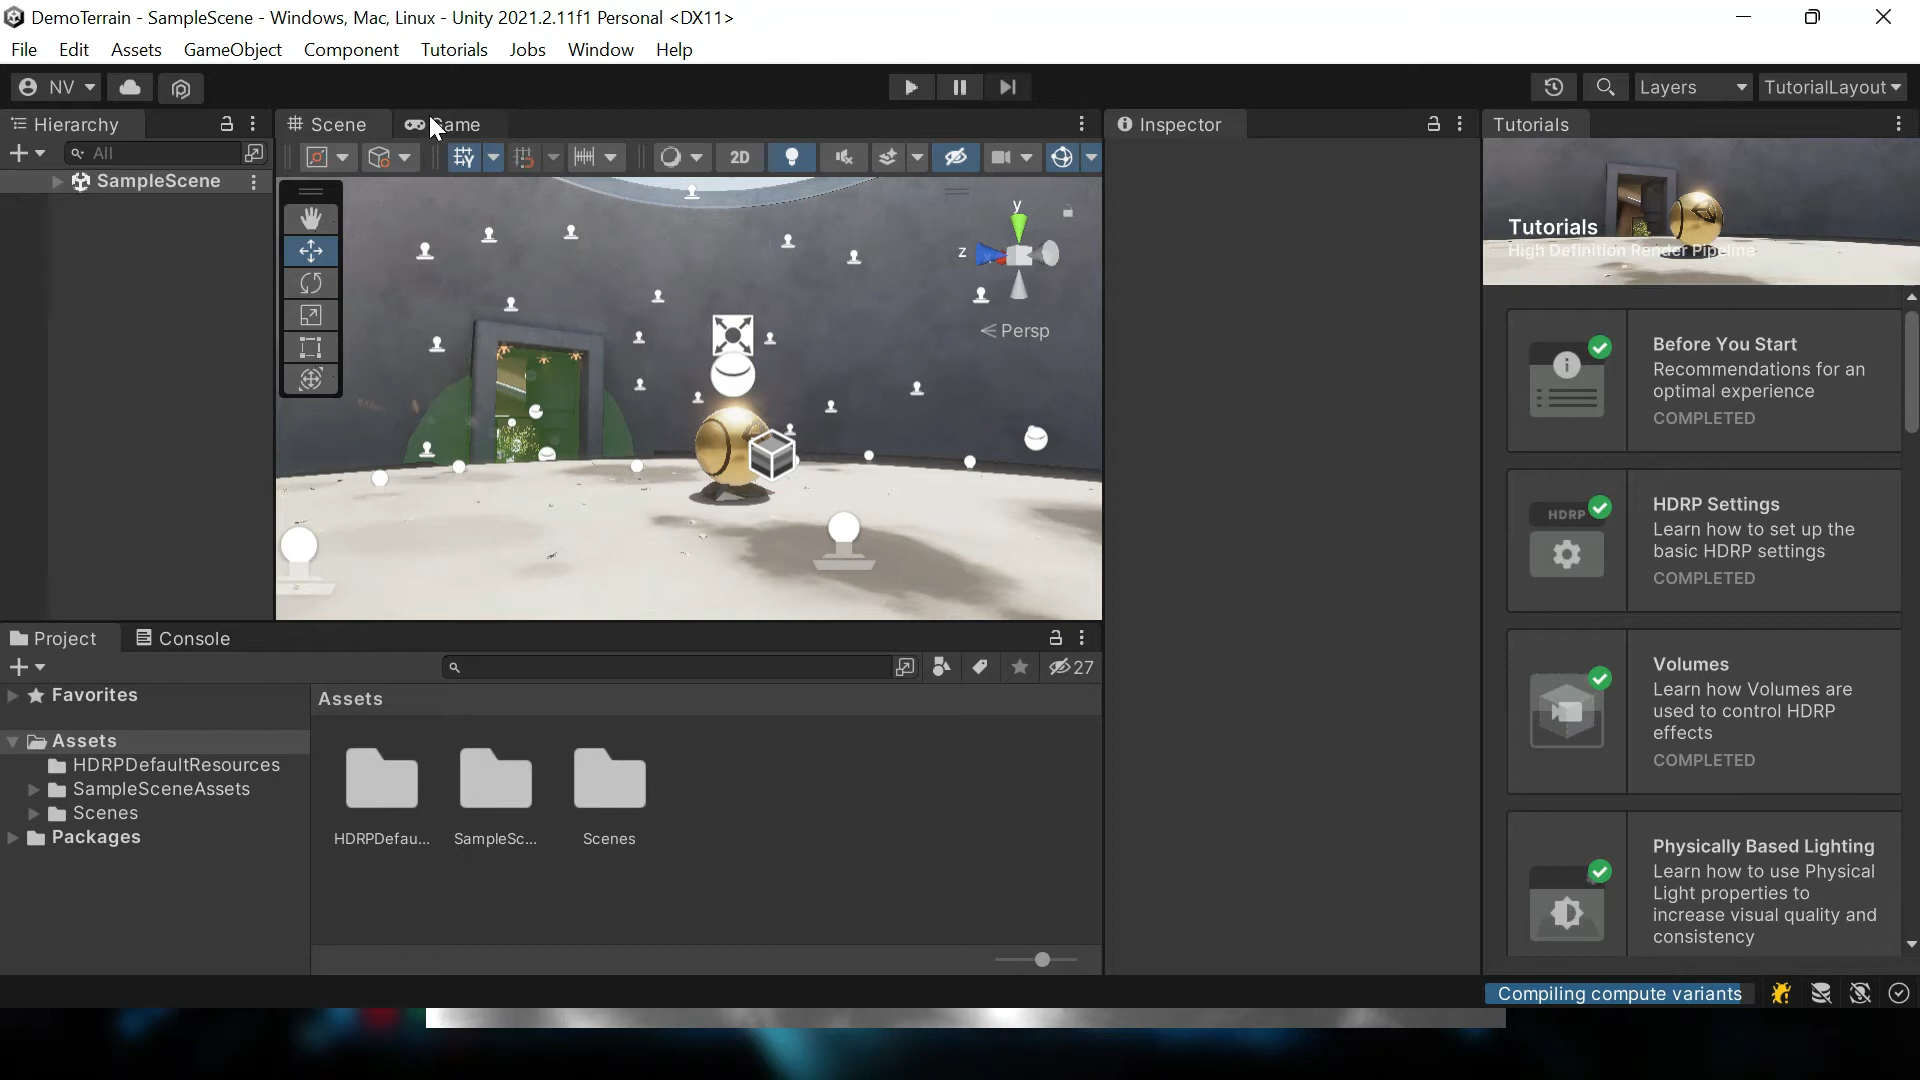 DemoTerrain - SampleScene - Windows, Mac, Linux - Unity 2021.2.11f1 Personal <DX11>
File Edit Assets GameObject Component Tutorials Jobs Window Help
NV
Layers
TutorialLayout
Hierarchy
Scene
Game
Inspector
Tutorials
All
2D
SampleScene
y
z
x
Persp
Tutorials
High Definition Render Pipeline
Before You Start
Recommendations for an
optimal experience
COMPLETED
HDRP
HDRP Settings
Learn how to set up the
basic HDRP settings
COMPLETED
Volumes
Learn how Volumes are
used to control HDRP
effects
COMPLETED
Physically Based Lighting
Learn how to use Physical
Light properties to
increase visual quality and
consistency
Project
Console
27
Favorites
Assets
HDRPDefaultResources
SampleSceneAssets
Scenes
Packages
Assets
HDRPDefau...
SampleSc...
Scenes
Compiling compute variants